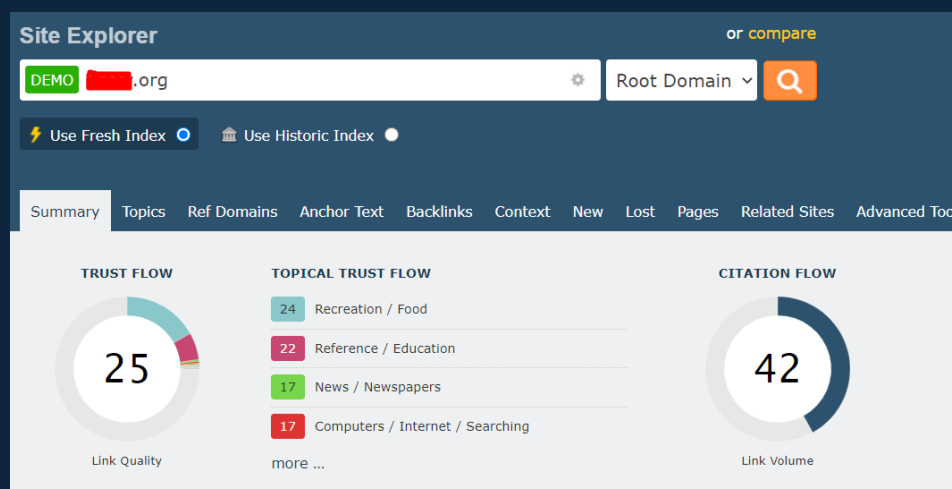 Site Explorer
or compare
DEMO .org
Root Domain
Use Fresh Index
Use Historic Index
Summary Topics Ref Domains Anchor Text Backlinks Context New Lost Pages Related Sites Advanced
TRUST FLOW
25
Link Quality
TOPICAL TRUST FLOW
24 Recreation / Food
22 Reference / Education
17 News / Newspapers
17 Computers / Internet / Searching
more ...
CITATION FLOW
42
Link Volume